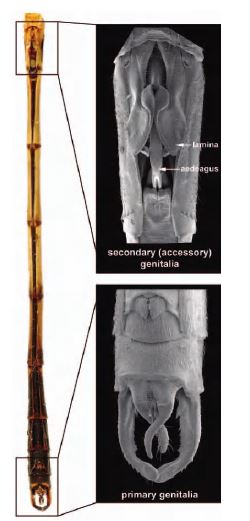 lamina
aedeagus
secondary (accessory)
genitalia
primary genitalia